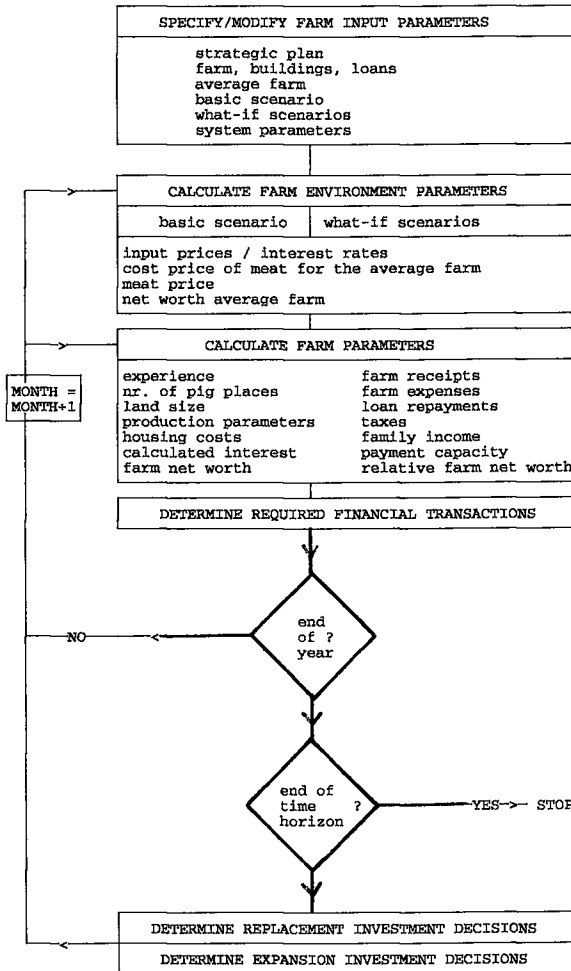 SPECIFY/MODIFY FARM INPUT PARAMETERS
strategic plan
farm, buildings, loans
average farm
basic scenario
what-if scenarios
system parameters
CALCULATE FARM ENVIRONMENT PARAMETERS
basic scenario
what-if scenarios
input prices / interest rates
cost price of meat for the average farm
meat price
net worth average farm
CALCULATE FARM PARAMETERS
experience
nr. of pig places
land size
production parameters
housing costs
calculated interest
farm net worth
farm receipts
farm expenses
loan repayments
taxes
family income
payment capacity
relative farm net worth
MONTH =
MONTH+1
DETERMINE REQUIRED FINANCIAL TRANSACTIONS
end
of ?
year
NO
end of
time ?
horizon
YES
STOP
DETERMINE REPLACEMENT INVESTMENT DECISIONS
DETERMINE EXPANSION INVESTMENT DECISIONS